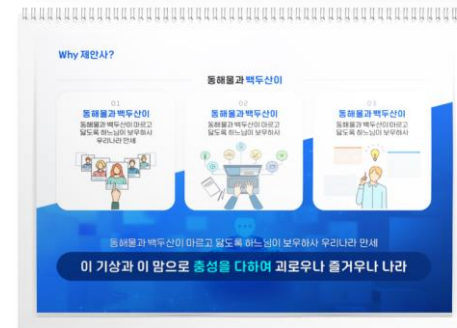 Why 제안사?
동해물과 백두산이
01
동해물과 백두산이
동해물과 백두산이 마르고
닳도록 하느님이 보우하사
우리나라 만세
02
동해물과 백두산이
동해물과 백두산이 마르고
닳도록 하느님이 보우하사
03
동해물과 백두산이
동해물과 백두산이 마르고
닳도록 하느님이 보우하사
동해물과 백두산이 마르고 닳도록 하느님이 보우하사 우리나라 만세
이 기상과 이 맘으로 충성을 다하여 괴로우나 즐거우나 나라